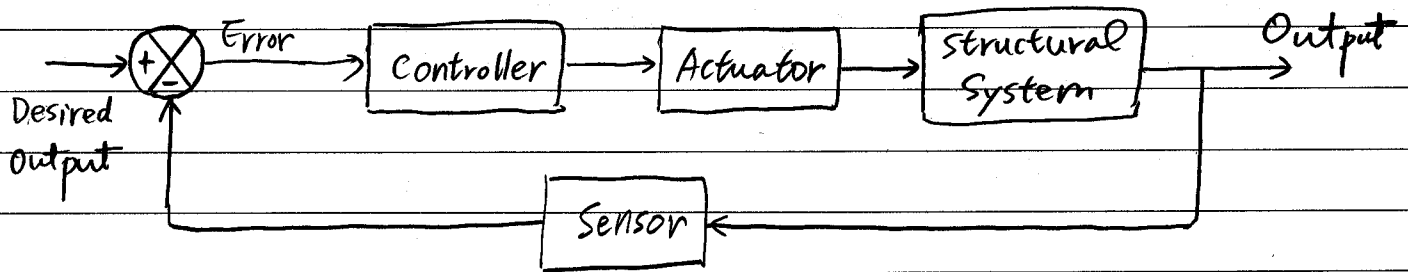 Error
+
-
Desired
Output
Controller
Actuator
Structural
System
Output
Sensor